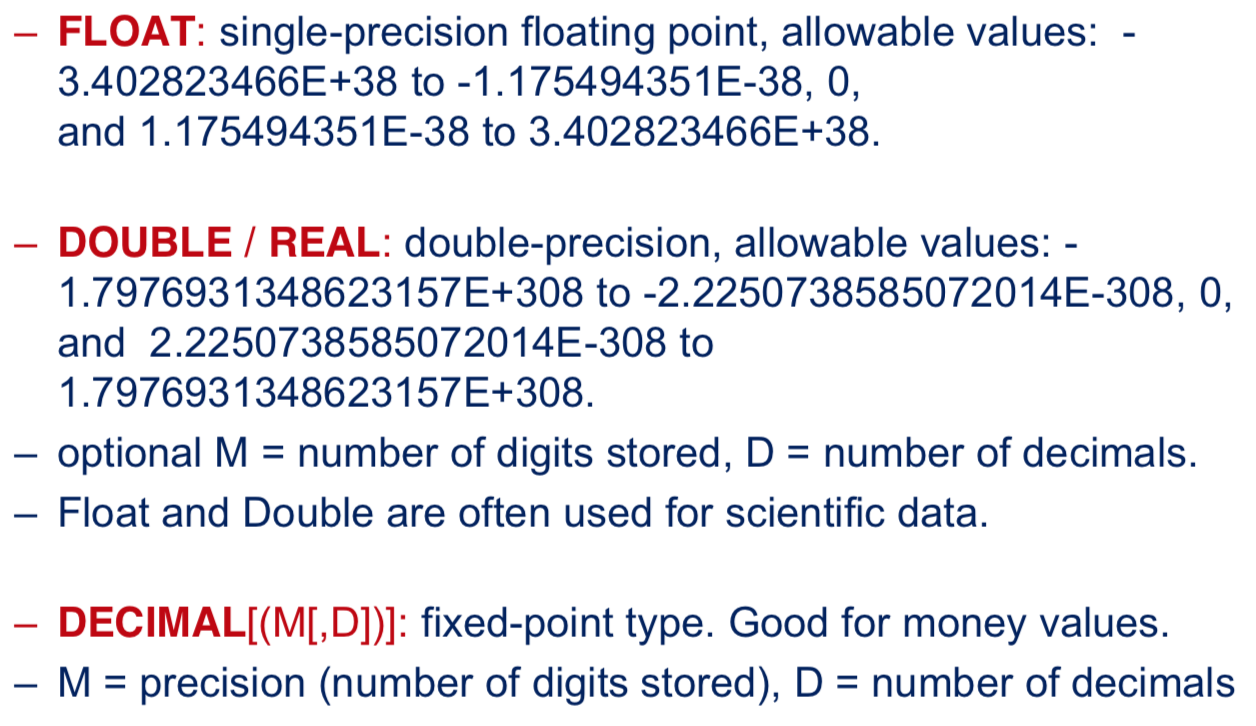 – FLOAT: single-precision floating point, allowable values:  -
3.402823466E+38 to -1.175494351E-38, 0,
and 1.175494351E-38 to 3.402823466E+38.
– DOUBLE / REAL: double-precision, allowable values: -
1.7976931348623157E+308 to -2.2250738585072014E-308, 0,
and  2.2250738585072014E-308 to
1.7976931348623157E+308.
– optional M = number of digits stored, D = number of decimals.
– Float and Double are often used for scientific data.
– DECIMAL[(M[,D])]: fixed-point type. Good for money values.
– M = precision (number of digits stored), D = number of decimals